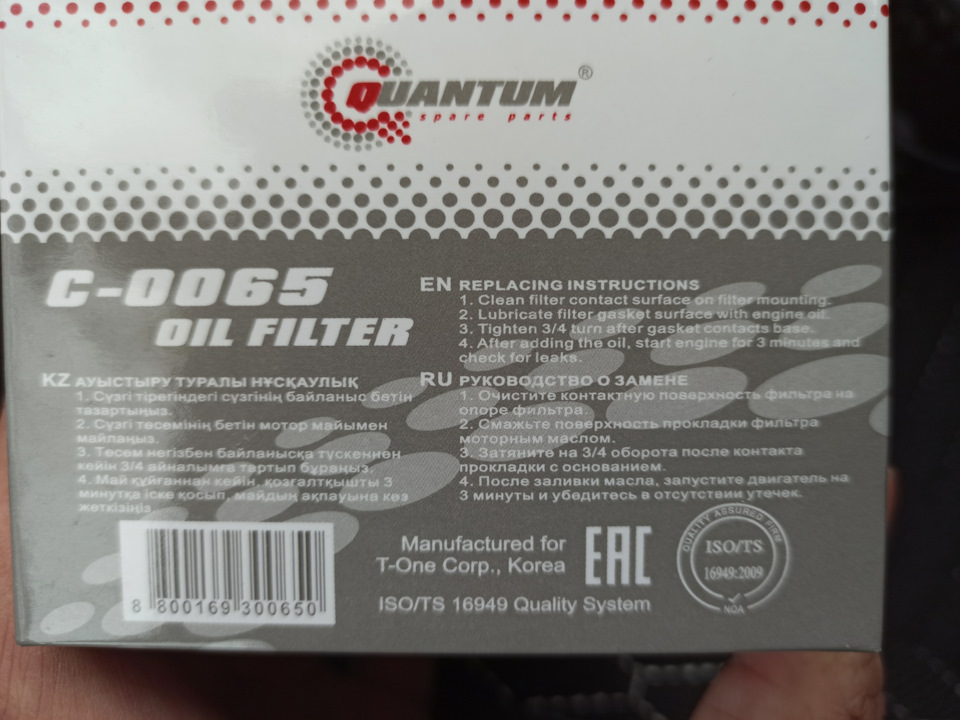 QUANTUM®
spare parts
C-0065
OIL FILTER
EN REPLACING INSTRUCTIONS
1. Clean filter contact surface on filter mounting.
2. Lubricate filter gasket surface with engine oil.
3. Tighten 3/4 turn after gasket contacts base.
4. After adding the oil, start engine for 3 minutes and
check for leaks.
KZ АУЫСТЫРУ ТУРАЛЫ НҰСҚАУЛЫҚ
1. Сүзгі тірегіндегі сүзгінің байланыс бетін
тазартыңыз.
2. Сүзгі төсемінің бетін мотор майымен
майлаңыз.
3. Төсем негізбен байланысқа түскеннен
кейін 3/4 айналымға тартып бұраңыз.
4. Май құйғаннан кейін, қозғалтқышты 3
минутқа іске қосып, майдың ақпауына көз
жеткізіңіз.
RU РУКОВОДСТВО О ЗАМЕНЕ
1. Очистите контактную поверхность фильтра на
опоре фильтра.
2. Смажьте поверхность прокладки фильтра
моторным маслом.
3. Затяните на 3/4 оборота после контакта
прокладки с основанием.
4. После заливки масла, запустите двигатель на
3 минуты и убедитесь в отсутствии утечек.
8 800169 300650
Manufactured for
T-One Corp., Korea
ISO/TS 16949 Quality System
EAC
QUALITY ASSURED FIRM
ISO/TS
16949:2009
NQA